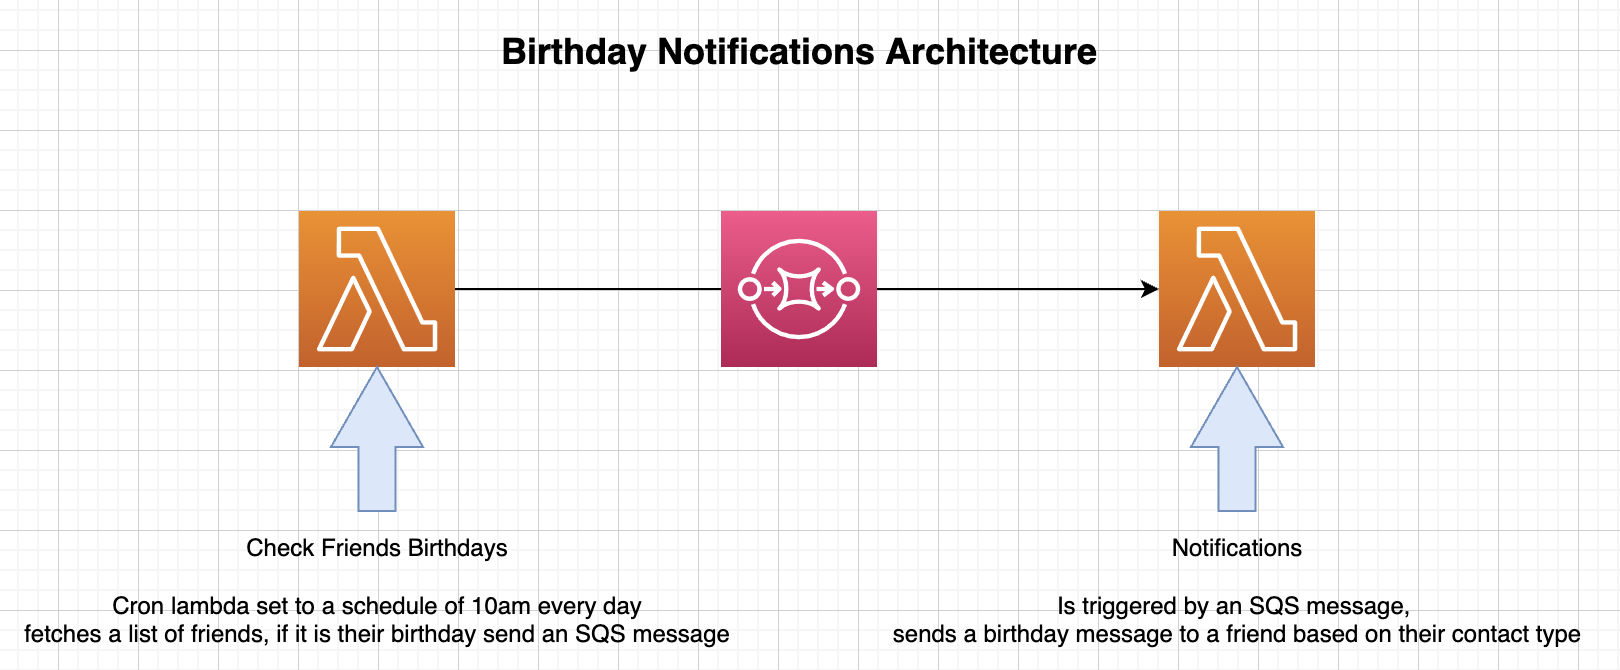 Birthday Notifications Architecture
Check Friends Birthdays
Cron lambda set to a schedule of 10am every day
fetches a list of friends, if it is their birthday send an SQS message
Notifications
Is triggered by an SQS message,
sends a birthday message to a friend based on their contact type